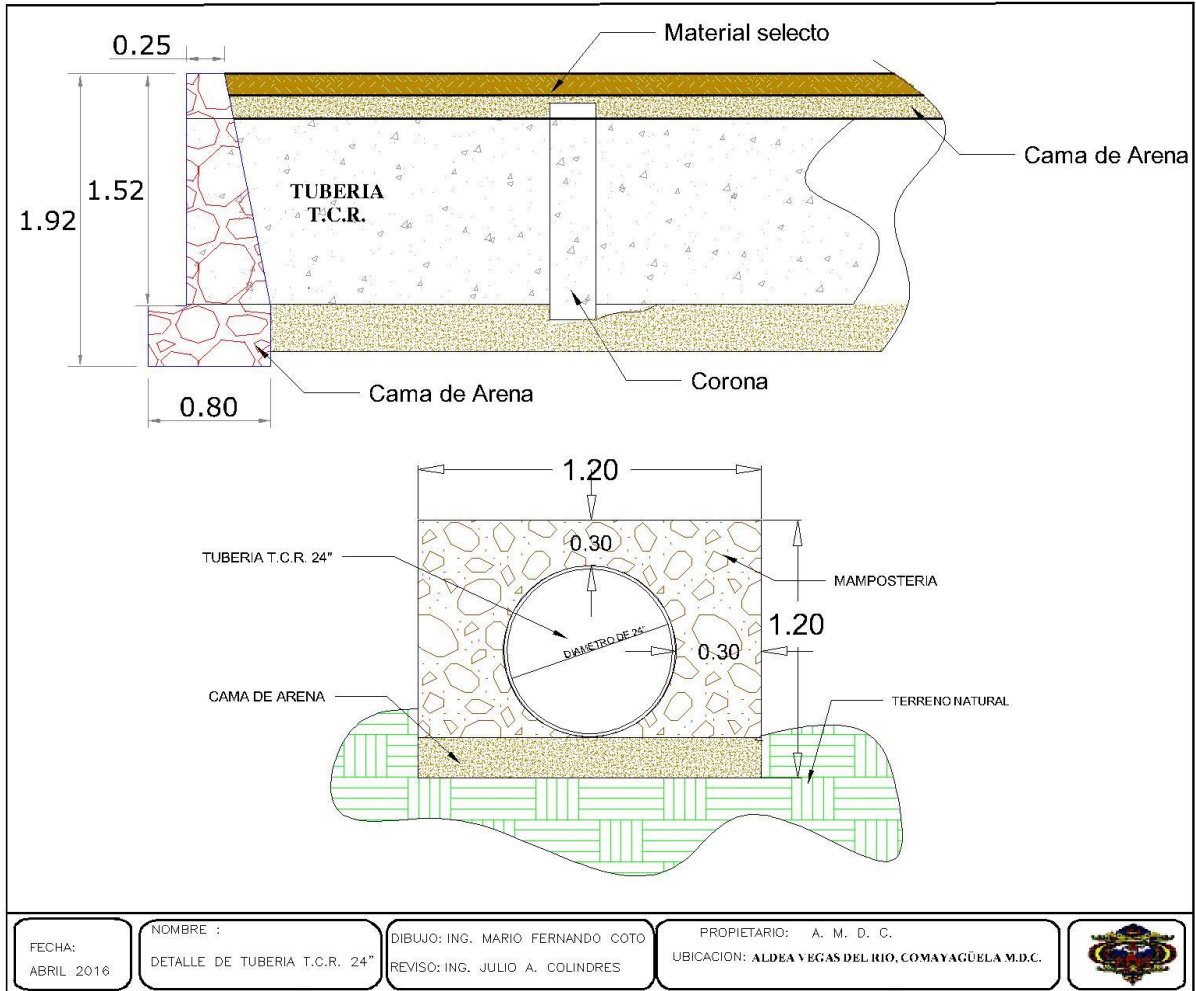 0.25
Material selecto
Cama de Arena
1.92
1.52
TUBERIA
T.C.R.
Corona
Cama de Arena
0.80
1.20
TUBERIA T.C.R. 24"
0.30
MAMPOSTERIA
1.20
DIAMETRO DE 24"
0.30
CAMA DE ARENA
TERRENO NATURAL
FECHA:
ABRIL 2016
NOMBRE :
DETALLE DE TUBERIA T.C.R. 24"
DIBUJO: ING. MARIO FERNANDO COTO
REVISO: ING. JULIO A. COLINDRES
PROPIETARIO: A. M. D. C.
UBICACION: ALDEA VEGAS DEL RIO, COMAYAGÜELA M.D.C.